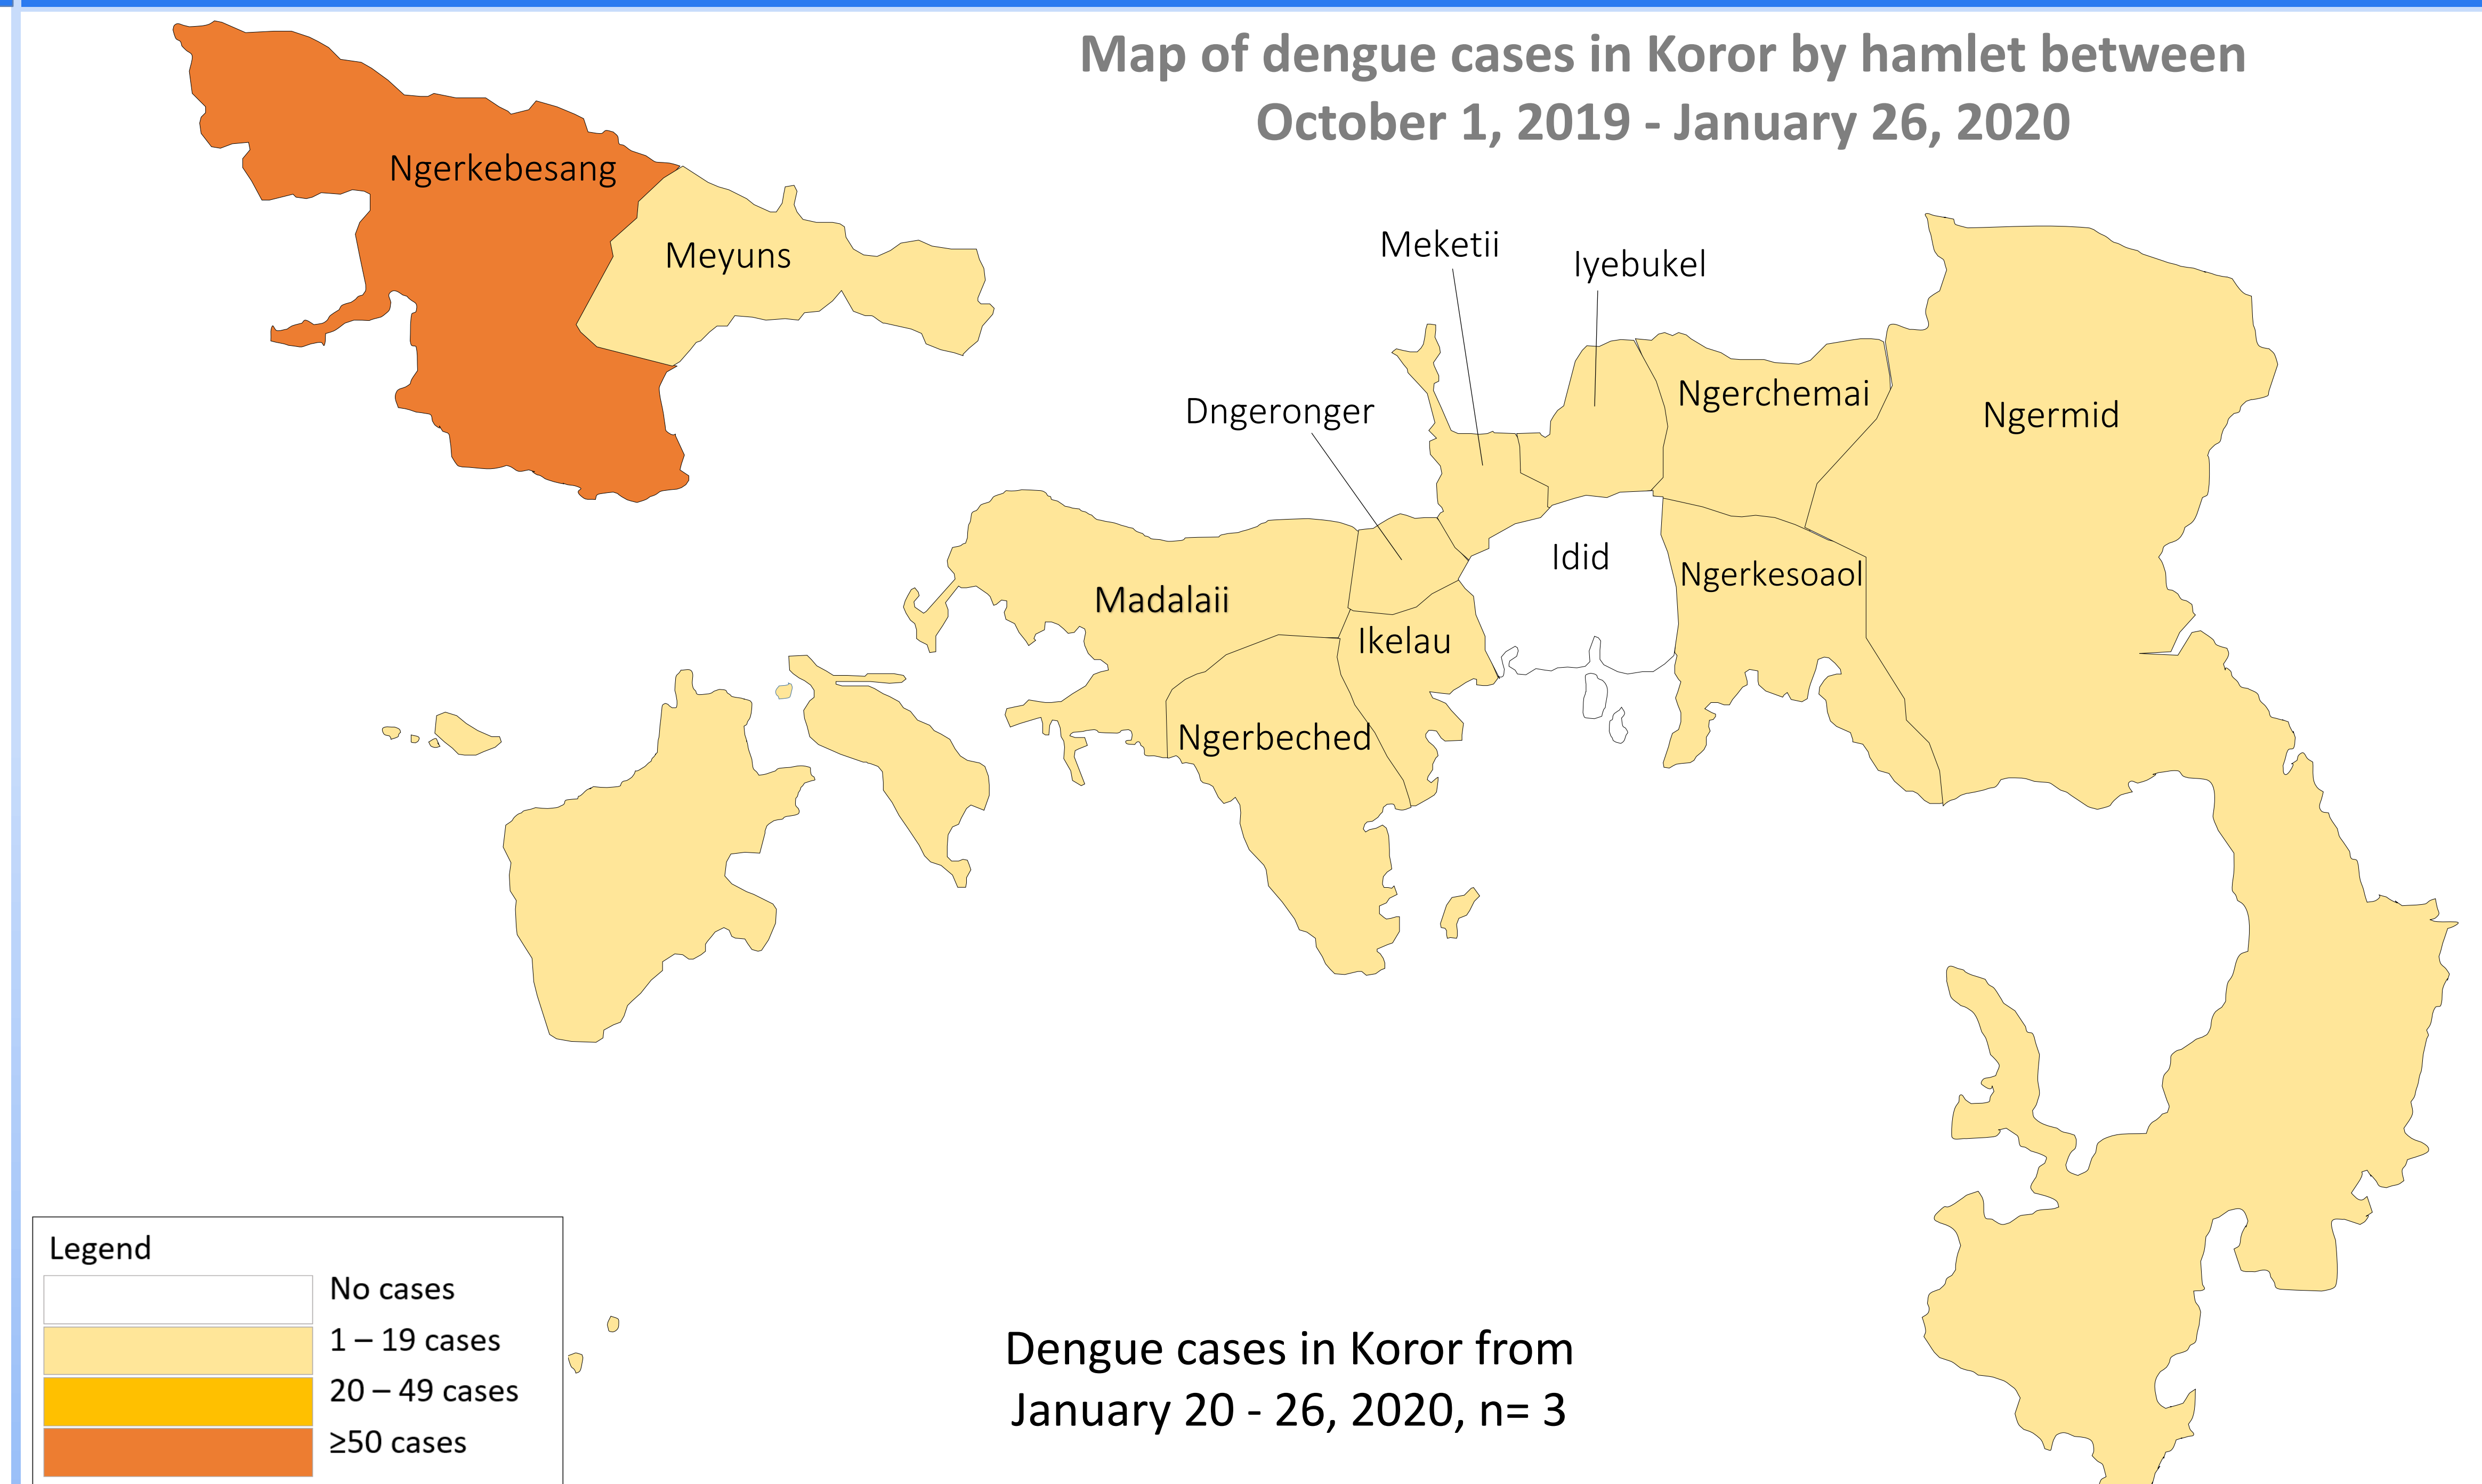 Map of dengue cases in Koror by hamlet between
October 1, 2019 - January 26, 2020
Ngerkebesang
Meyuns
Meketii
Iyebukel
Dngeronger
Ngerchemai
Ngermid
Idid
Ngerkesoaol
Madalaii
Ikelau
Ngerbeched
Legend
No cases
1 – 19 cases
20 – 49 cases
≥50 cases
Dengue cases in Koror from
January 20 - 26, 2020, n= 3